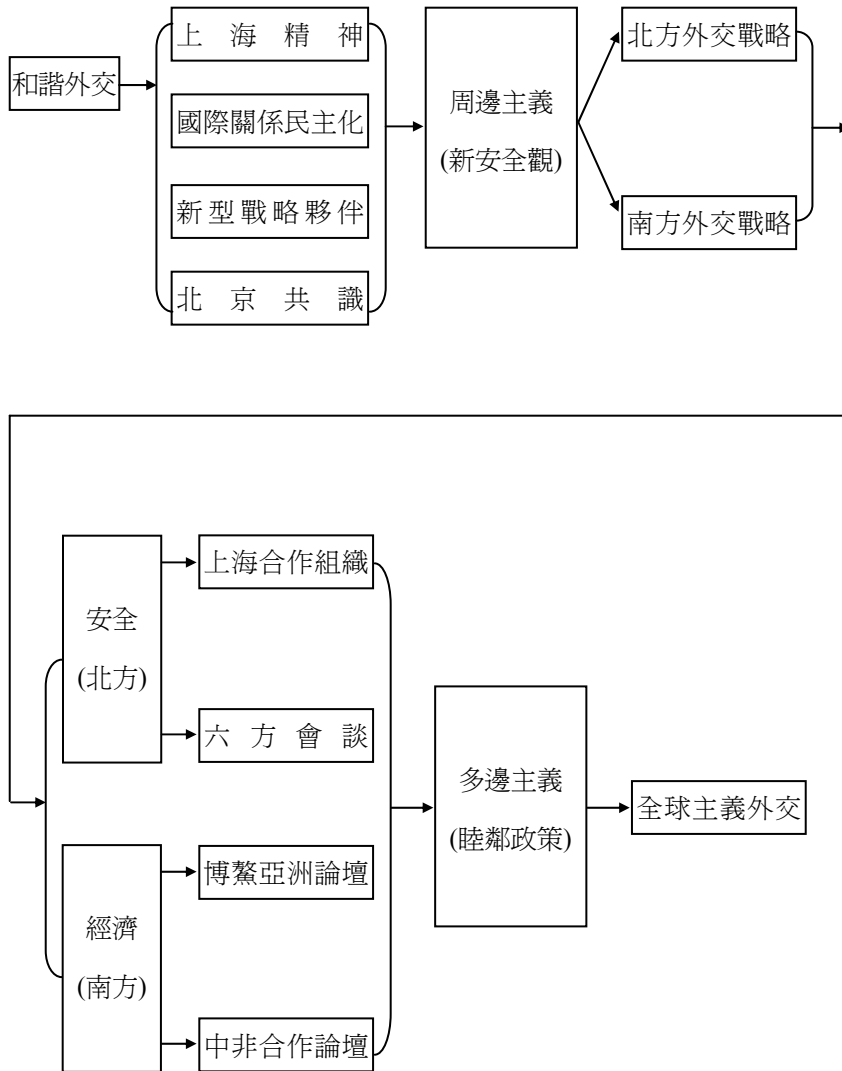 和諧外交
上海精神
國際關係民主化
新型戰略夥伴
北京共識
周邊主義
(新安全觀)
北方外交戰略
南方外交戰略
安全
(北方)
上海合作組織
六方會談
經濟
(南方)
博鰲亞洲論壇
中非合作論壇
多邊主義
(睦鄰政策)
全球主義外交